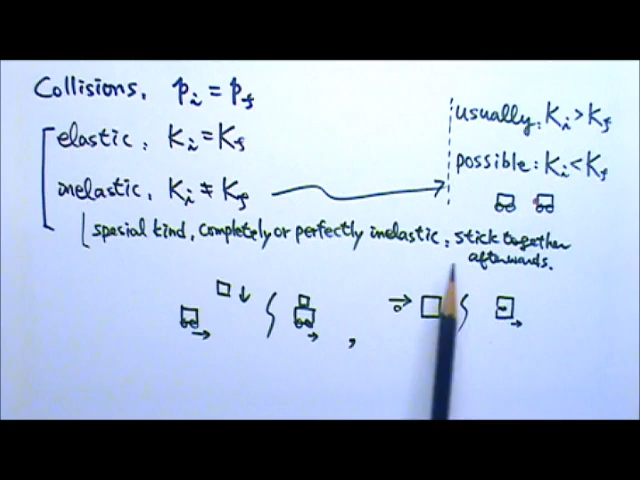 Collisions, pi = pf
elastic : Ki = Kf
inelastic, Ki ≠ Kf
usually: Ki > Kf
possible: Ki < Kf
spesial kind, completely or perfectly inelastic : stick together
afterwards.